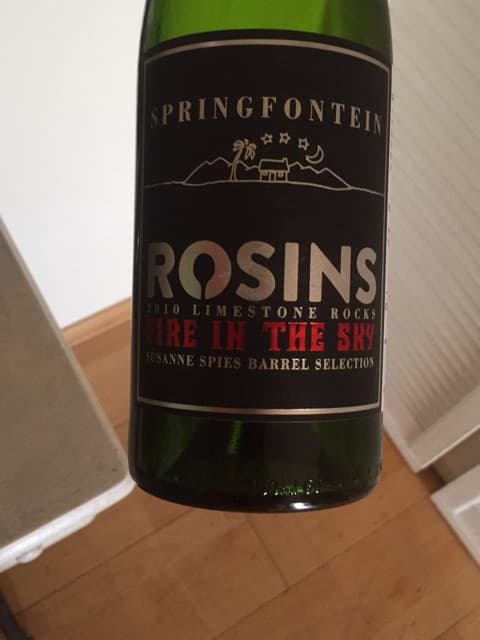 SPRINGFONTEIN
ROSINS
2010 LIMESTONE ROCKS
FIRE IN THE SKY
SUSANNE SPIES BARREL SELECTION